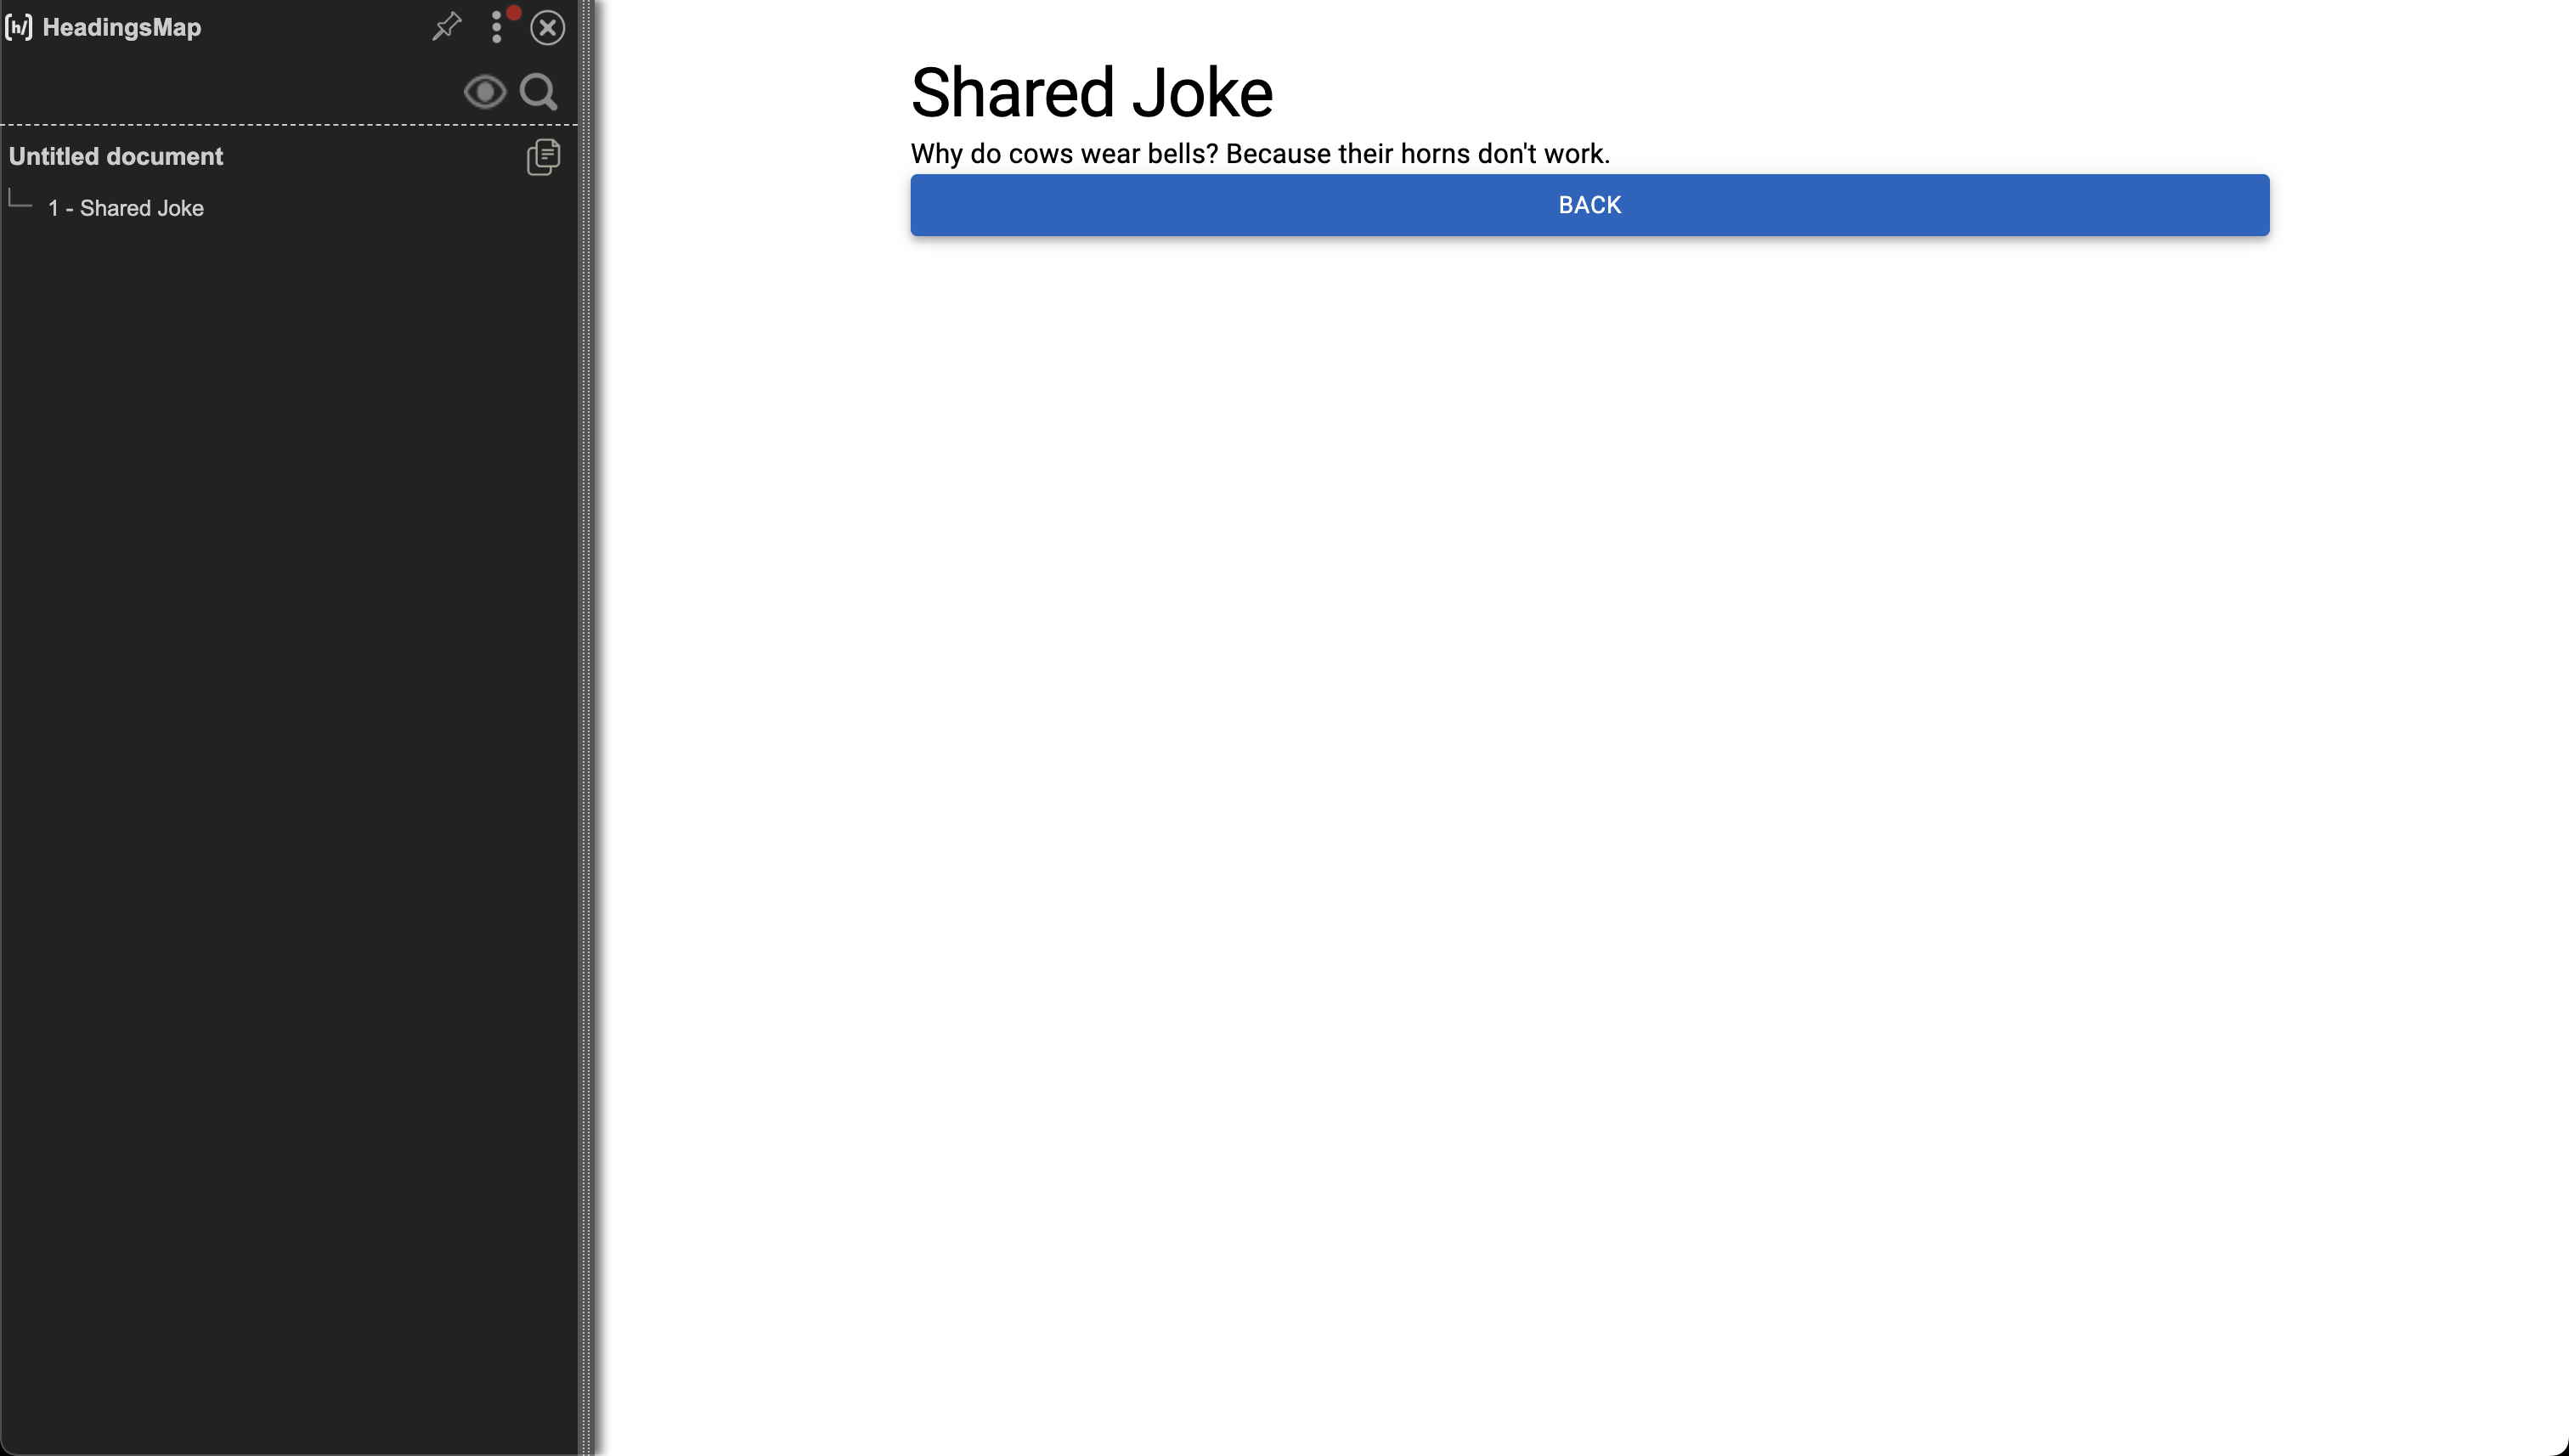 [h/] HeadingsMap
Untitled document
1 - Shared Joke
Shared Joke
Why do cows wear bells? Because their horns don't work.
BACK